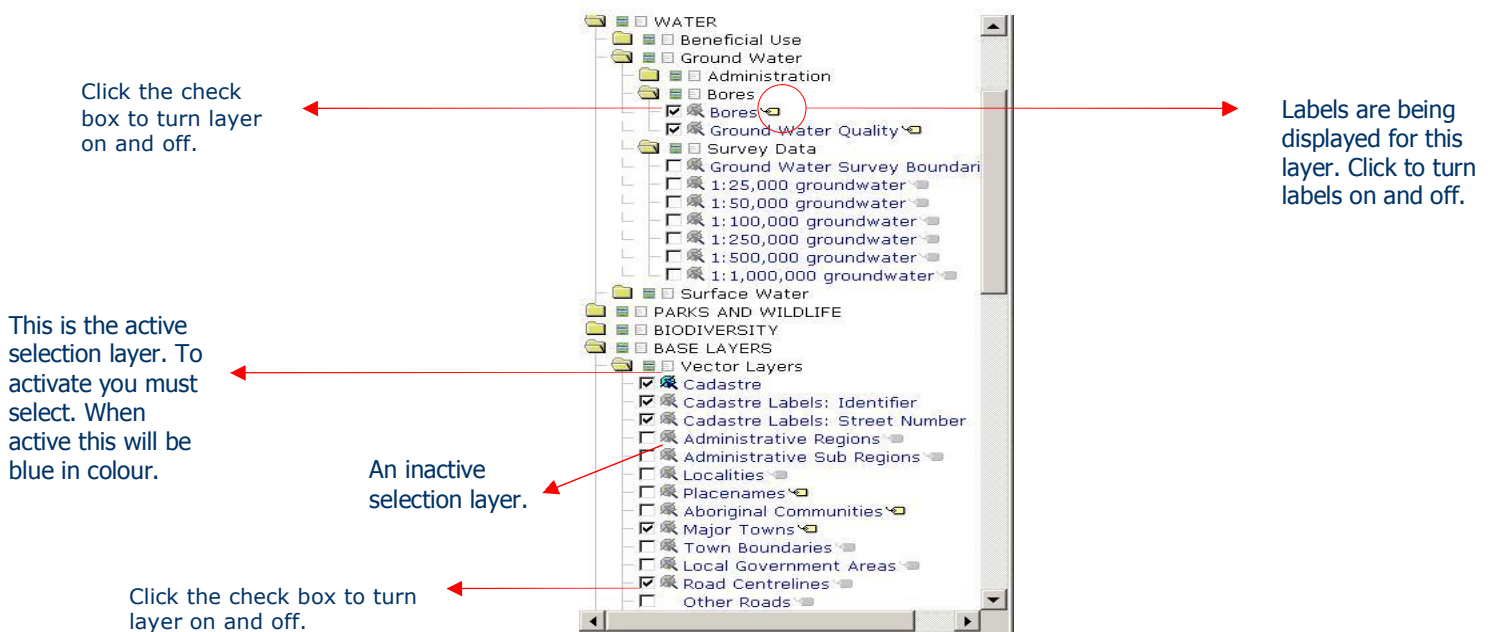 WATER
Beneficial Use
Ground Water
Administration
Bores
Bores
Ground Water Quality
Survey Data
Ground Water Survey Boundari
1:25,000 groundwater
1:50,000 groundwater
1:100,000 groundwater
1:250,000 groundwater
1:500,000 groundwater
1:1,000,000 groundwater
Surface Water
PARKS AND WILDLIFE
BIODIVERSITY
BASE LAYERS
Vector Layers
Cadastre
Cadastre Labels: Identifier
Cadastre Labels: Street Number
Administrative Regions
Administrative Sub Regions
Localities
Placenames
Aboriginal Communities
Major Towns
Town Boundaries
Local Government Areas
Road Centrelines
Other Roads
Click the check
box to turn layer
on and off.
Labels are being
displayed for this
layer. Click to turn
labels on and off.
This is the active
selection layer. To
activate you must
select. When
active this will be
blue in colour.
An inactive
selection layer.
Click the check box to turn
layer on and off.